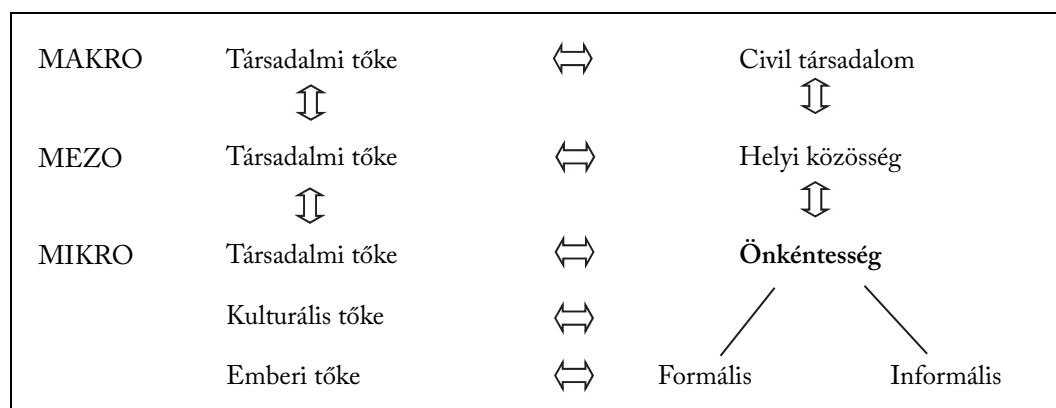 MAKRO Társadalmi tőke Civil társadalom
MEZO Társadalmi tőke Helyi közösség
MIKRO Társadalmi tőke Önkéntesség
Kulturális tőke
Emberi tőke Formális Informális